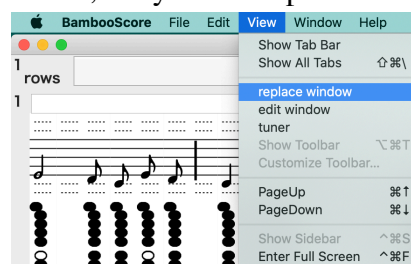 BambooScore File Edit View Window Help
Show Tab Bar
1
Show All Tabs ⇧⌘\
rows
replace window
1
edit window
tuner
Show Toolbar ⌥⌘T
Customize Toolbar...
PageUp ⌘↑
PageDown ⌘↓
Show Sidebar ^⌘S
Enter Full Screen ^⌘F